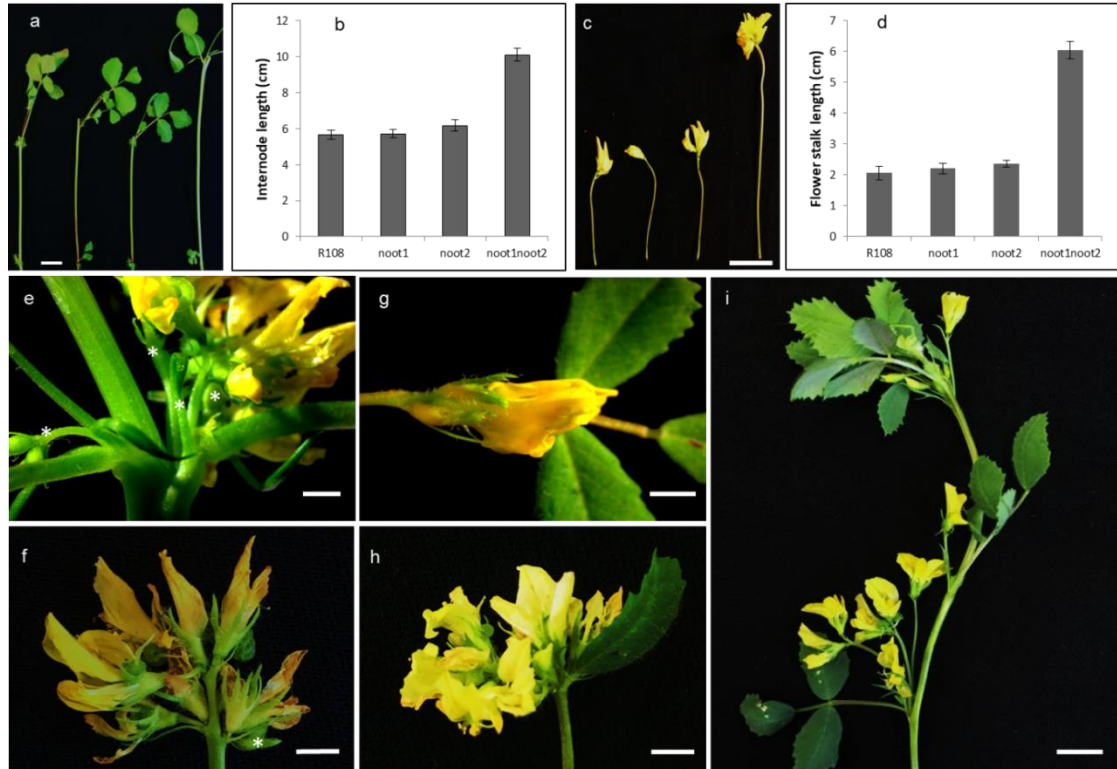 a
b
Internode length (cm)
12
10
8
6
4
2
0
R108 noot1 noot2 noot1noot2
c
d
Flower stalk length (cm)
7
6
5
4
3
2
1
0
R108 noot1 noot2 noot1noot2
e
*
*
*
*
g
i
f
*
h